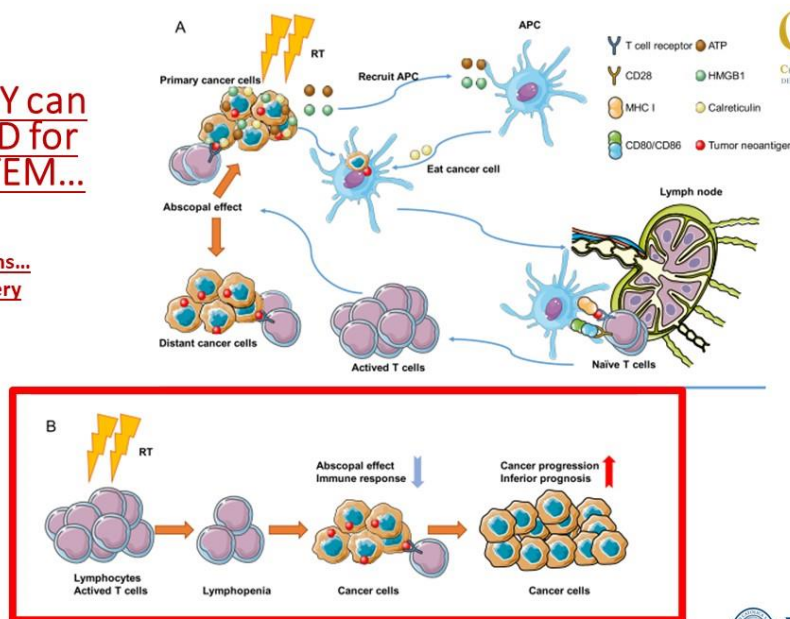 Y can
D for
TEM...
ns...
ery
A
RT
APC
Primary cancer cells
Recruit APC
Eat cancer cell
T cell receptor
ATP
CD28
HMGB1
MHC I
Calreticulin
CD80/CD86
Tumor neoantigen
Abscopal effect
Lymph node
Distant cancer cells
Actived T cells
Naïve T cells
B
RT
Abscopal effect
Immune response
Cancer progression
Inferior prognosis
Lymphocytes
Actived T cells
Lymphopenia
Cancer cells
Cancer cells